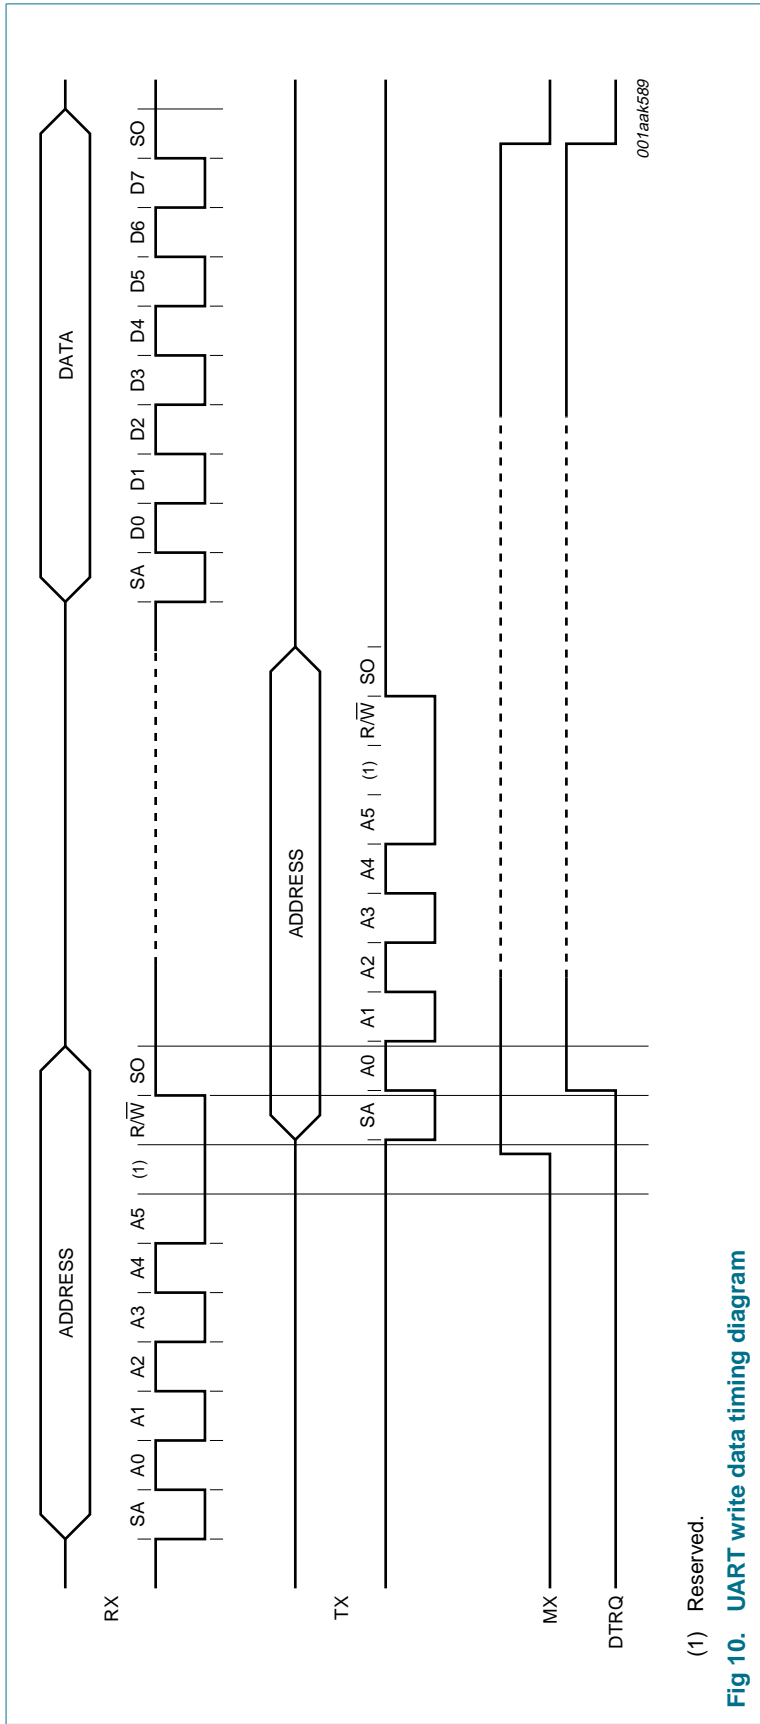 ADDRESS DATA
RX SA A0 A1 A2 A3 A4 A5 (1) R/W̅ SO SA D0 D1 D2 D3 D4 D5 D6 D7 SO
ADDRESS
TX SA A0 A1 A2 A3 A4 A5 (1) R/W̅ SO
MX
DTRQ
001aak589
(1) Reserved.
Fig 10. UART write data timing diagram